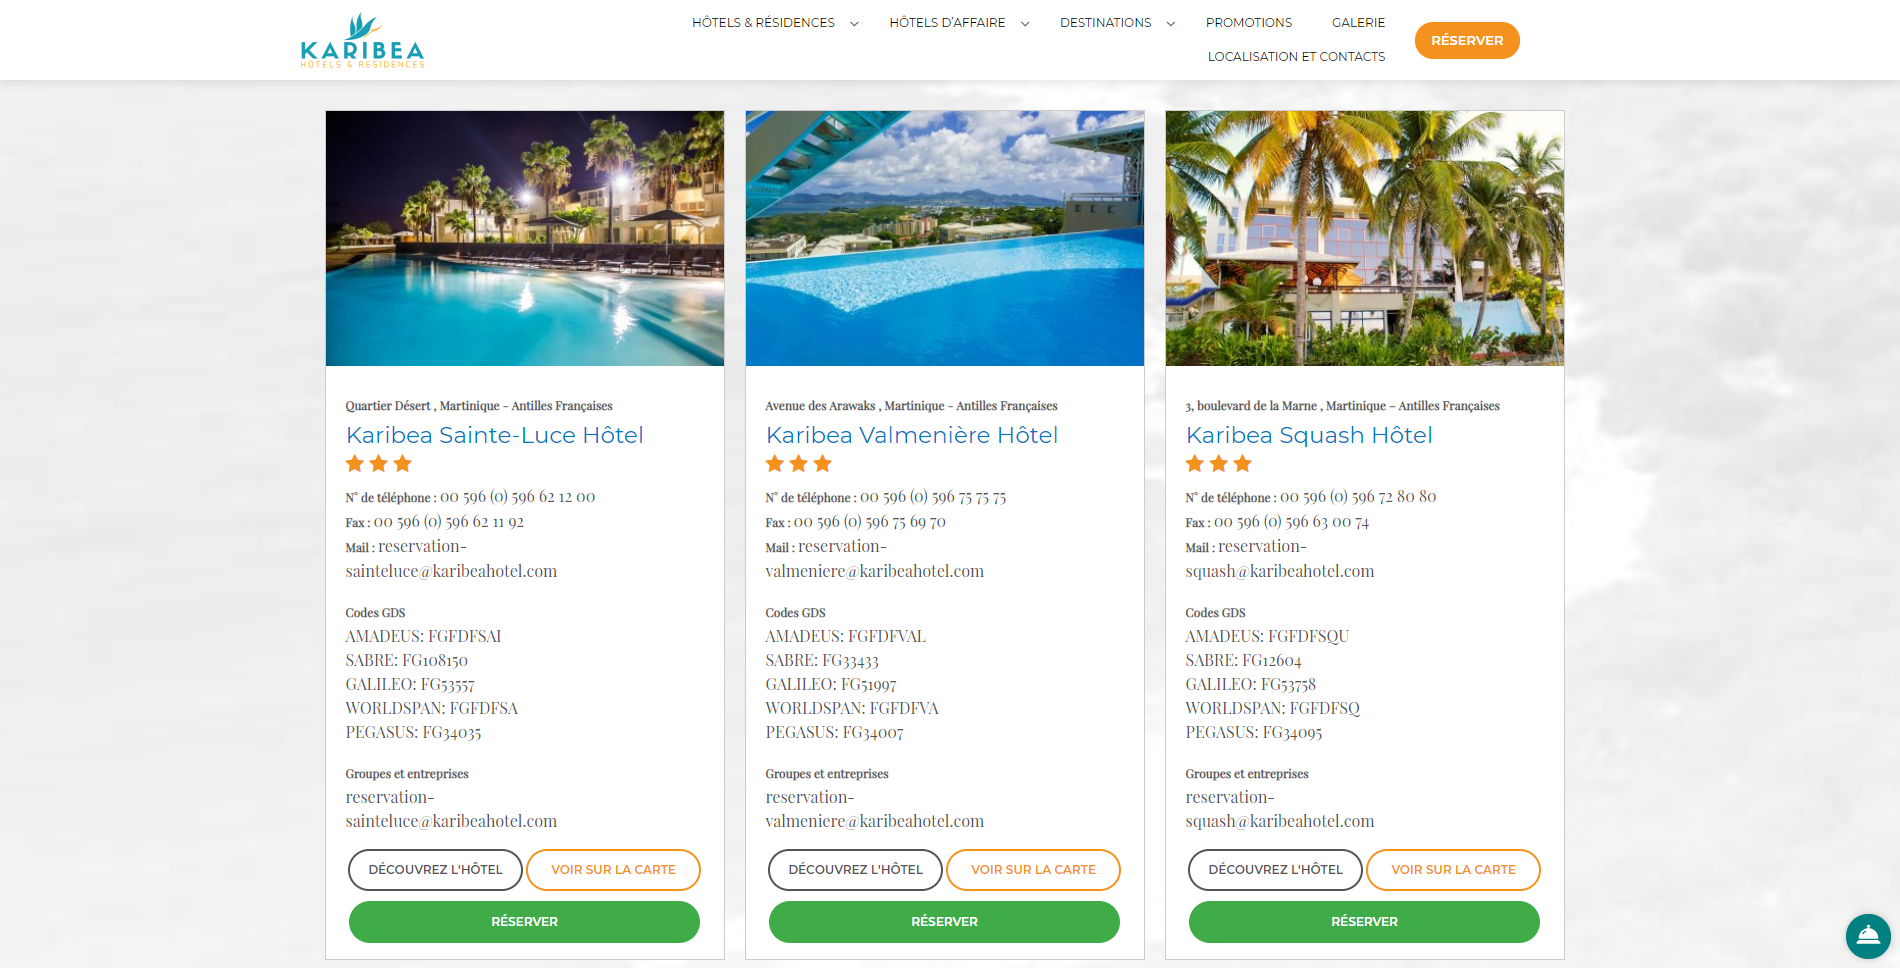 KARIBEA
HOTELS & RESIDENCES
HÔTELS & RÉSIDENCES
HÔTELS D'AFFAIRE
DESTINATIONS
PROMOTIONS
GALERIE
LOCALISATION ET CONTACTS
RÉSERVER
Quartier Désert , Martinique - Antilles Françaises
Karibea Sainte-Luce Hôtel
N° de téléphone : 00 596 (0) 596 62 12 00
Fax : 00 596 (0) 596 62 11 92
Mail : reservation-
sainteluce@karibeahotel.com
Codes GDS
AMADEUS: FGFDFSAI
SABRE: FG108150
GALILEO: FG53557
WORLDSPAN: FGFDFSA
PEGASUS: FG34035
Groupes et entreprises
reservation-
sainteluce@karibeahotel.com
DÉCOUVREZ L'HÔTEL
VOIR SUR LA CARTE
RÉSERVER
Avenue des Arawaks , Martinique - Antilles Françaises
Karibea Valmenière Hôtel
N° de téléphone : 00 596 (0) 596 75 75 75
Fax : 00 596 (0) 596 75 69 70
Mail : reservation-
valmeniere@karibeahotel.com
Codes GDS
AMADEUS: FGFDFVAL
SABRE: FG33433
GALILEO: FG51997
WORLDSPAN: FGFDFVA
PEGASUS: FG34007
Groupes et entreprises
reservation-
valmeniere@karibeahotel.com
DÉCOUVREZ L'HÔTEL
VOIR SUR LA CARTE
RÉSERVER
3, boulevard de la Marne , Martinique – Antilles Françaises
Karibea Squash Hôtel
N° de téléphone : 00 596 (0) 596 72 80 80
Fax : 00 596 (0) 596 63 00 74
Mail : reservation-
squash@karibeahotel.com
Codes GDS
AMADEUS: FGFDFSQU
SABRE: FG12604
GALILEO: FG53758
WORLDSPAN: FGFDFSQ
PEGASUS: FG34095
Groupes et entreprises
reservation-
squash@karibeahotel.com
DÉCOUVREZ L'HÔTEL
VOIR SUR LA CARTE
RÉSERVER